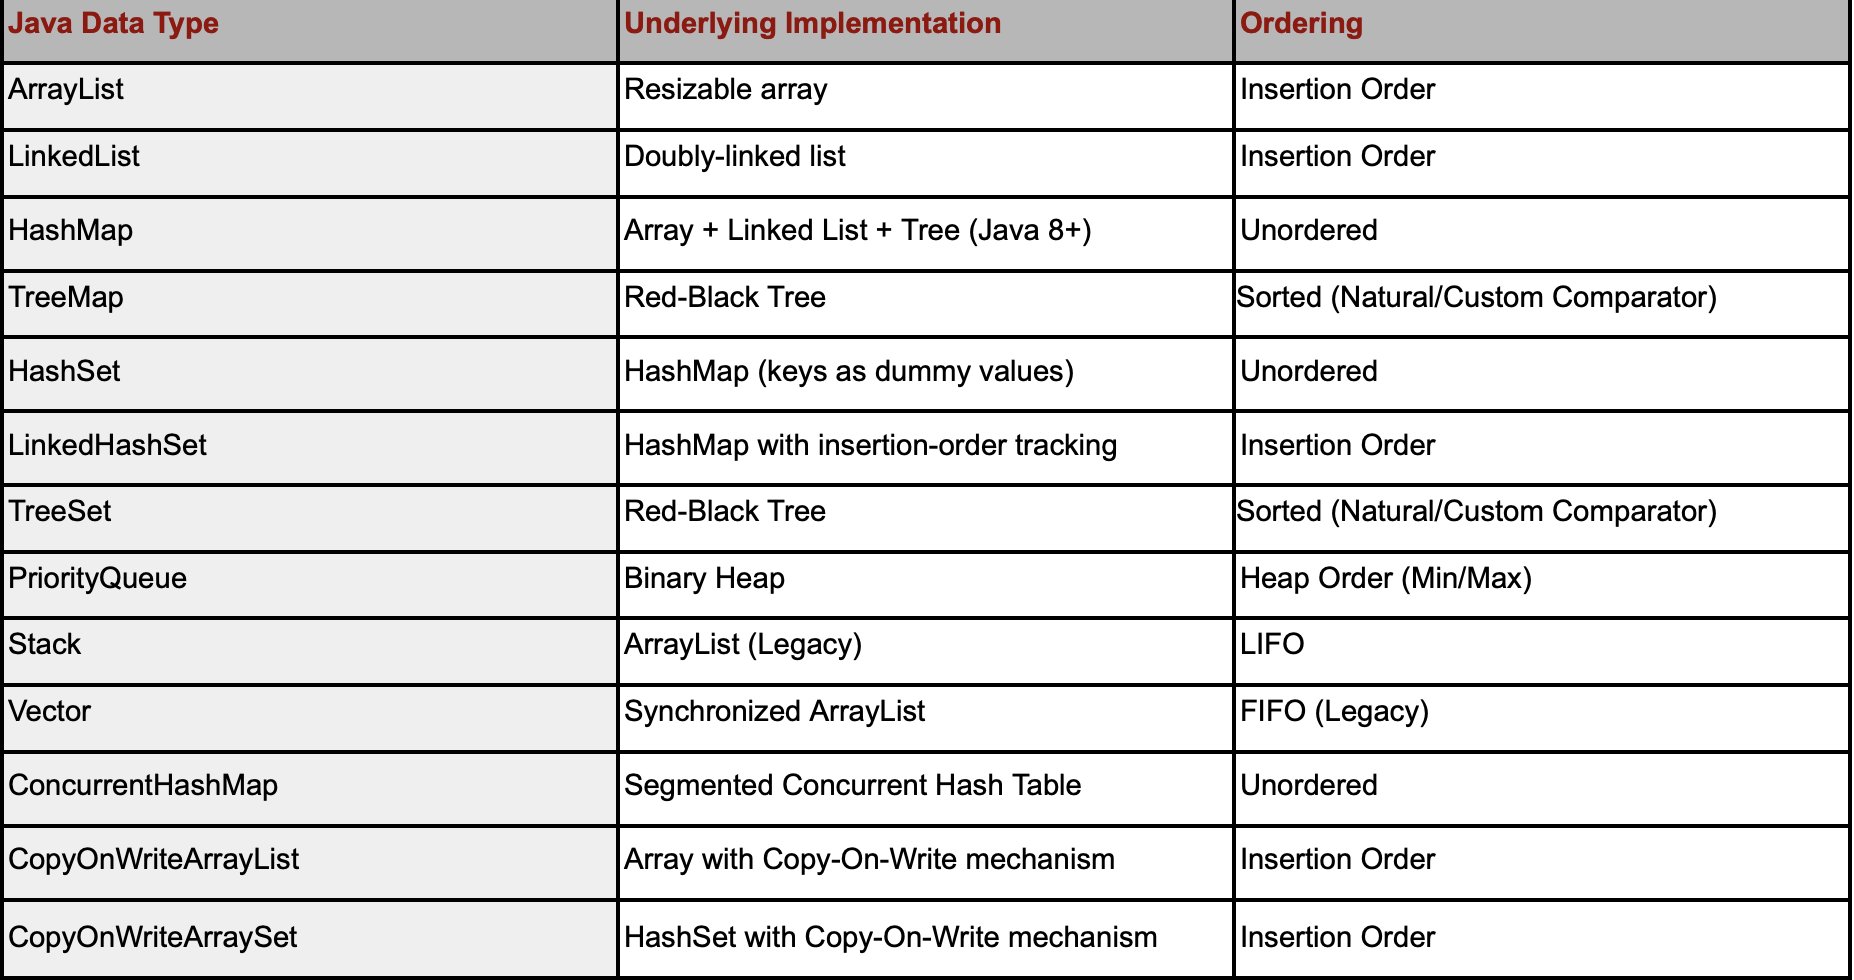 Java Data Type Underlying Implementation Ordering
ArrayList Resizable array Insertion Order
LinkedList Doubly-linked list Insertion Order
HashMap Array + Linked List + Tree (Java 8+) Unordered
TreeMap Red-Black Tree Sorted (Natural/Custom Comparator)
HashSet HashMap (keys as dummy values) Unordered
LinkedHashSet HashMap with insertion-order tracking Insertion Order
TreeSet Red-Black Tree Sorted (Natural/Custom Comparator)
PriorityQueue Binary Heap Heap Order (Min/Max)
Stack ArrayList (Legacy) LIFO
Vector Synchronized ArrayList FIFO (Legacy)
ConcurrentHashMap Segmented Concurrent Hash Table Unordered
CopyOnWriteArrayList Array with Copy-On-Write mechanism Insertion Order
CopyOnWriteArraySet HashSet with Copy-On-Write mechanism Insertion Order